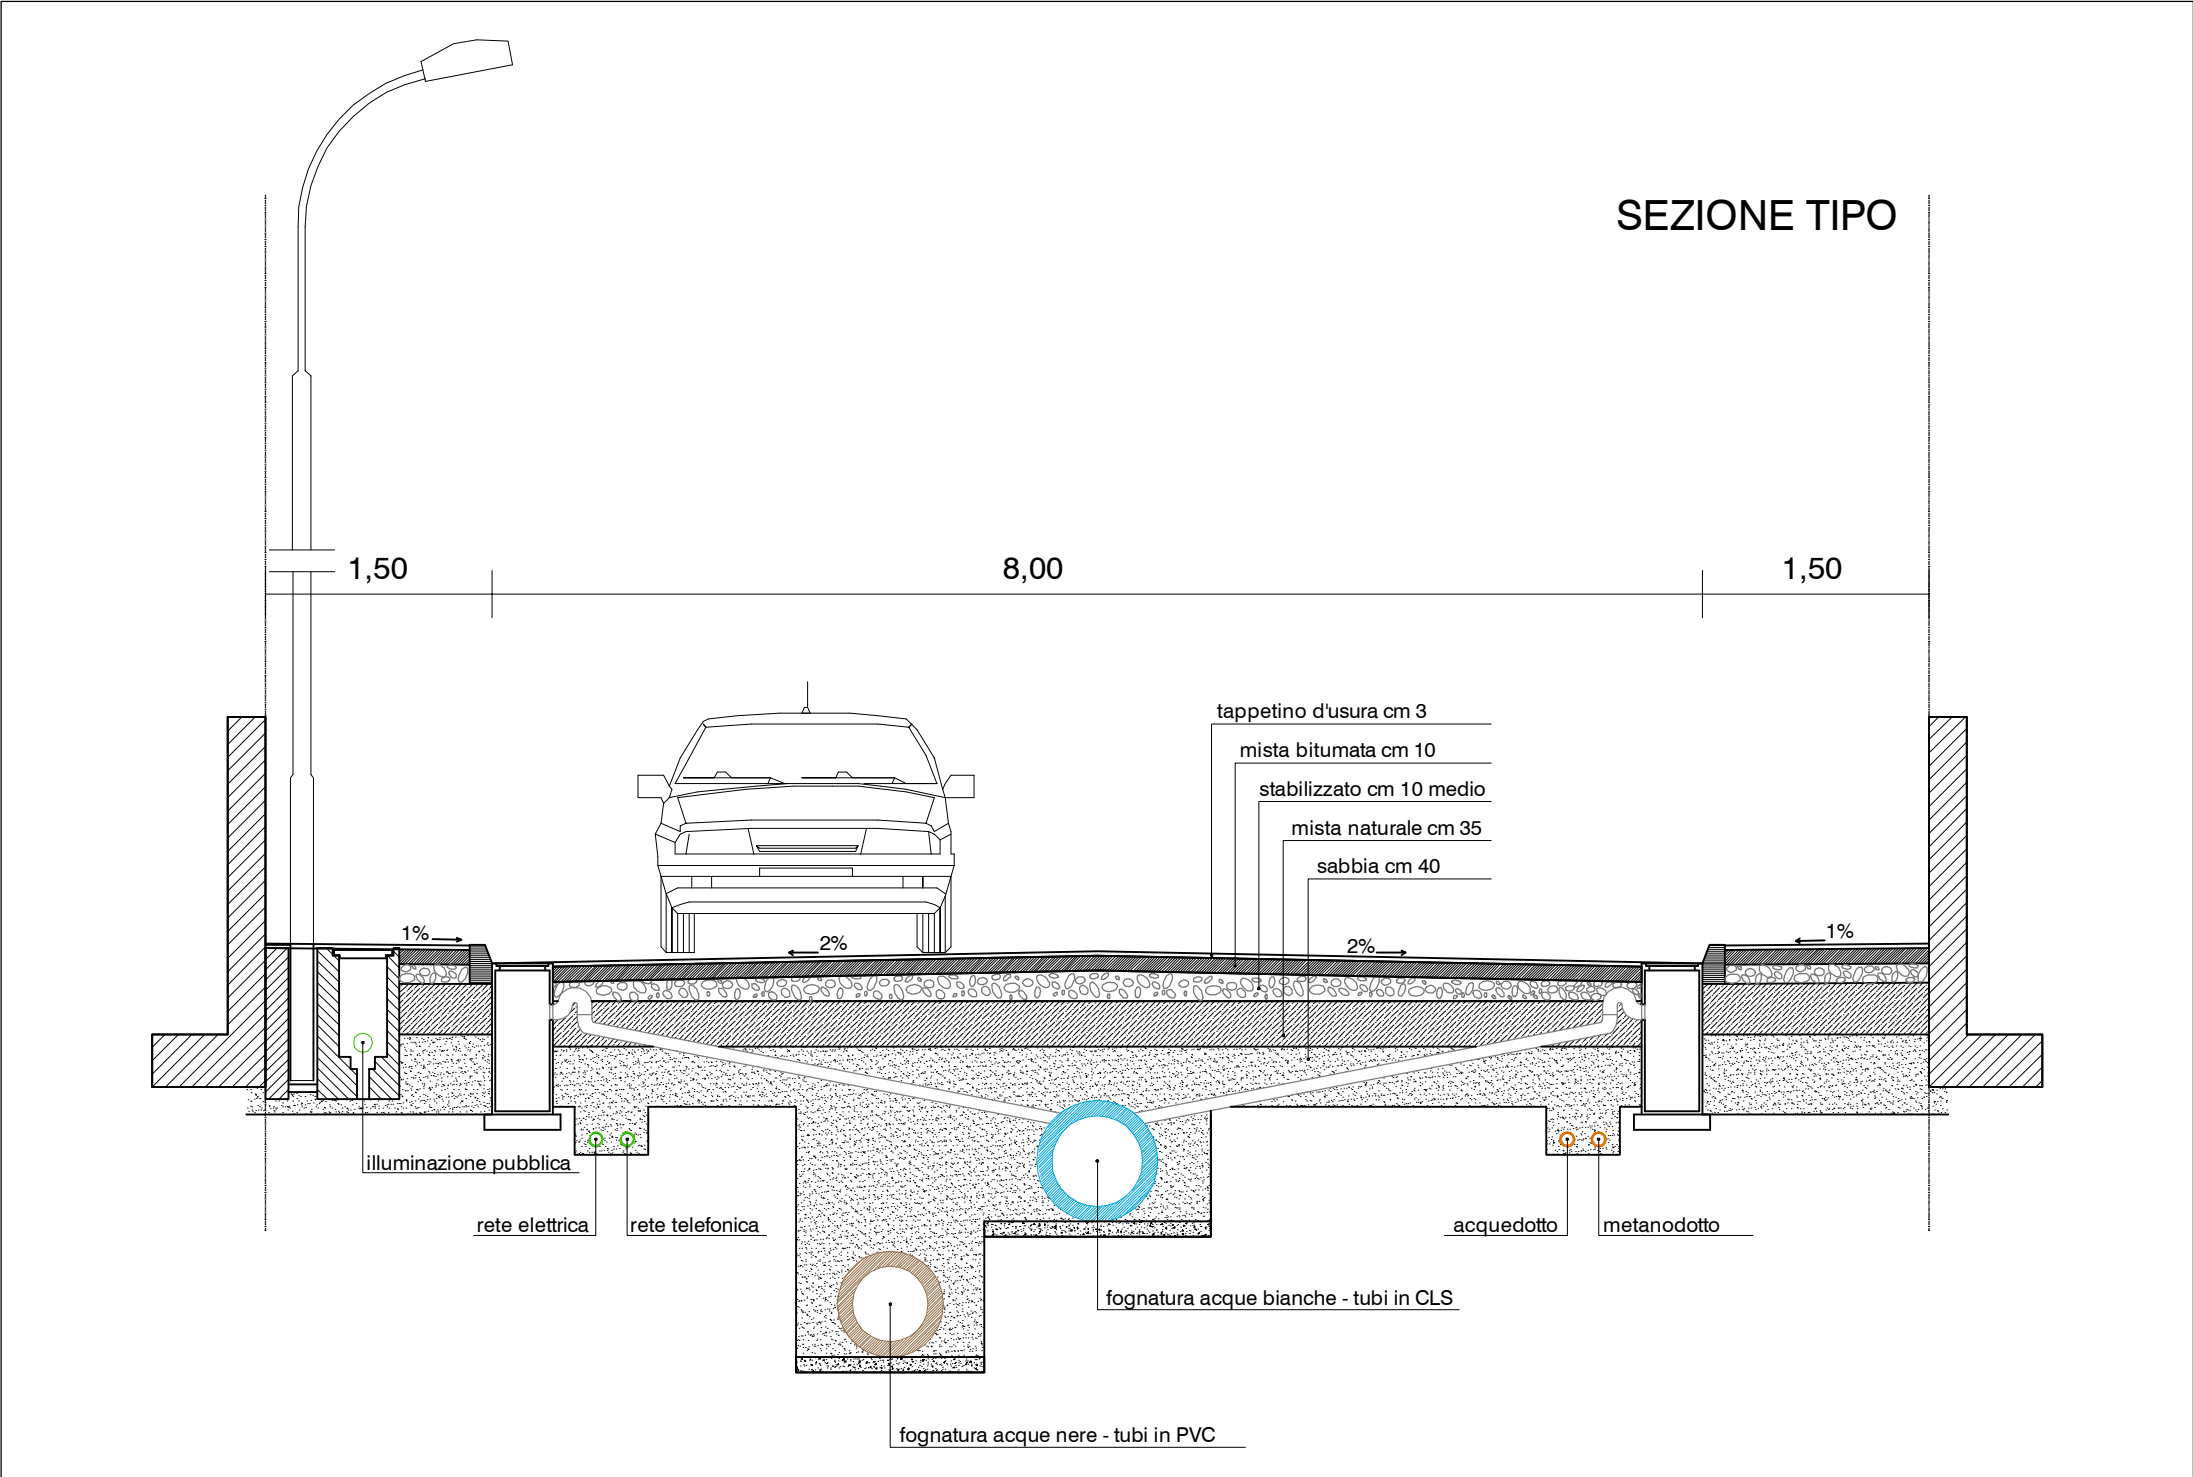 SEZIONE TIPO
1,50
8,00
1,50
tappetino d'usura cm 3
mista bitumata cm 10
stabilizzato cm 10 medio
mista naturale cm 35
sabbia cm 40
1%
2%
2%
1%
illuminazione pubblica
rete elettrica
rete telefonica
acquedotto
metanodotto
fognatura acque bianche - tubi in CLS
fognatura acque nere - tubi in PVC